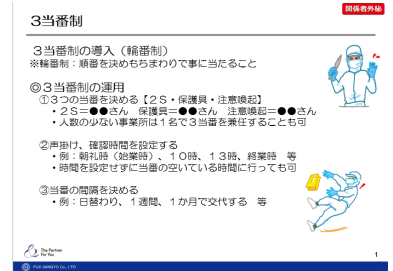 関係者外秘
3当番制
３当番制の導入（輪番制）
※輪番制：順番を決めもちまわりで事に当たること
◎３当番制の運用
①３つの当番を決める【２Ｓ・保護具・注意喚起】
・２Ｓ＝●●さん　保護具＝●●さん　注意喚起＝●●さん
・人数の少ない事業所は１名で３当番を兼任することも可
②声掛け、確認時間を設定する
・例：朝礼時（始業時）、１０時、１３時、終業時　等
・時間を設定せずに当番の空いている時間に行っても可
③当番の間隔を決める
・例：日替わり、１週間、１か月で交代する　等
The Partner
For You
FUJI SANGYO Co., LTD
1